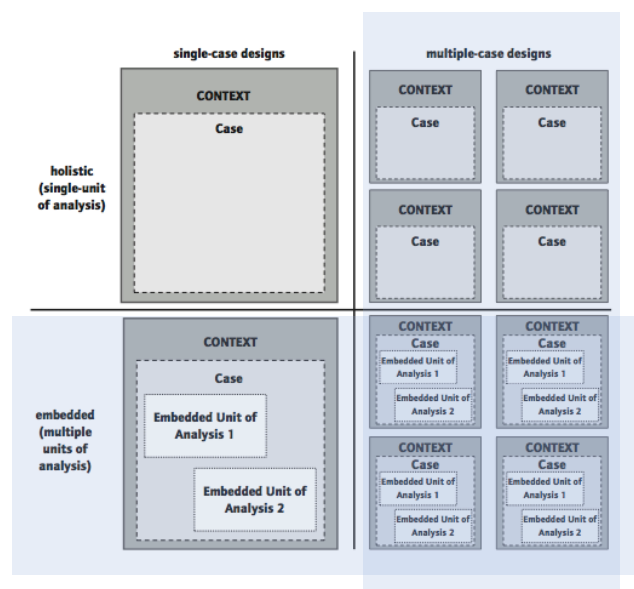 single-case designs
multiple-case designs
holistic
(single-unit
of analysis)
CONTEXT
Case
CONTEXT
Case
CONTEXT
Case
CONTEXT
Case
CONTEXT
Case
embedded
(multiple
units of
analysis)
CONTEXT
Case
Embedded Unit of
Analysis 1
Embedded Unit of
Analysis 2
CONTEXT
Case
Embedded Unit of
Analysis 1
Embedded Unit of
Analysis 2
CONTEXT
Case
Embedded Unit of
Analysis 1
Embedded Unit of
Analysis 2
CONTEXT
Case
Embedded Unit of
Analysis 1
Embedded Unit of
Analysis 2
CONTEXT
Case
Embedded Unit of
Analysis 1
Embedded Unit of
Analysis 2